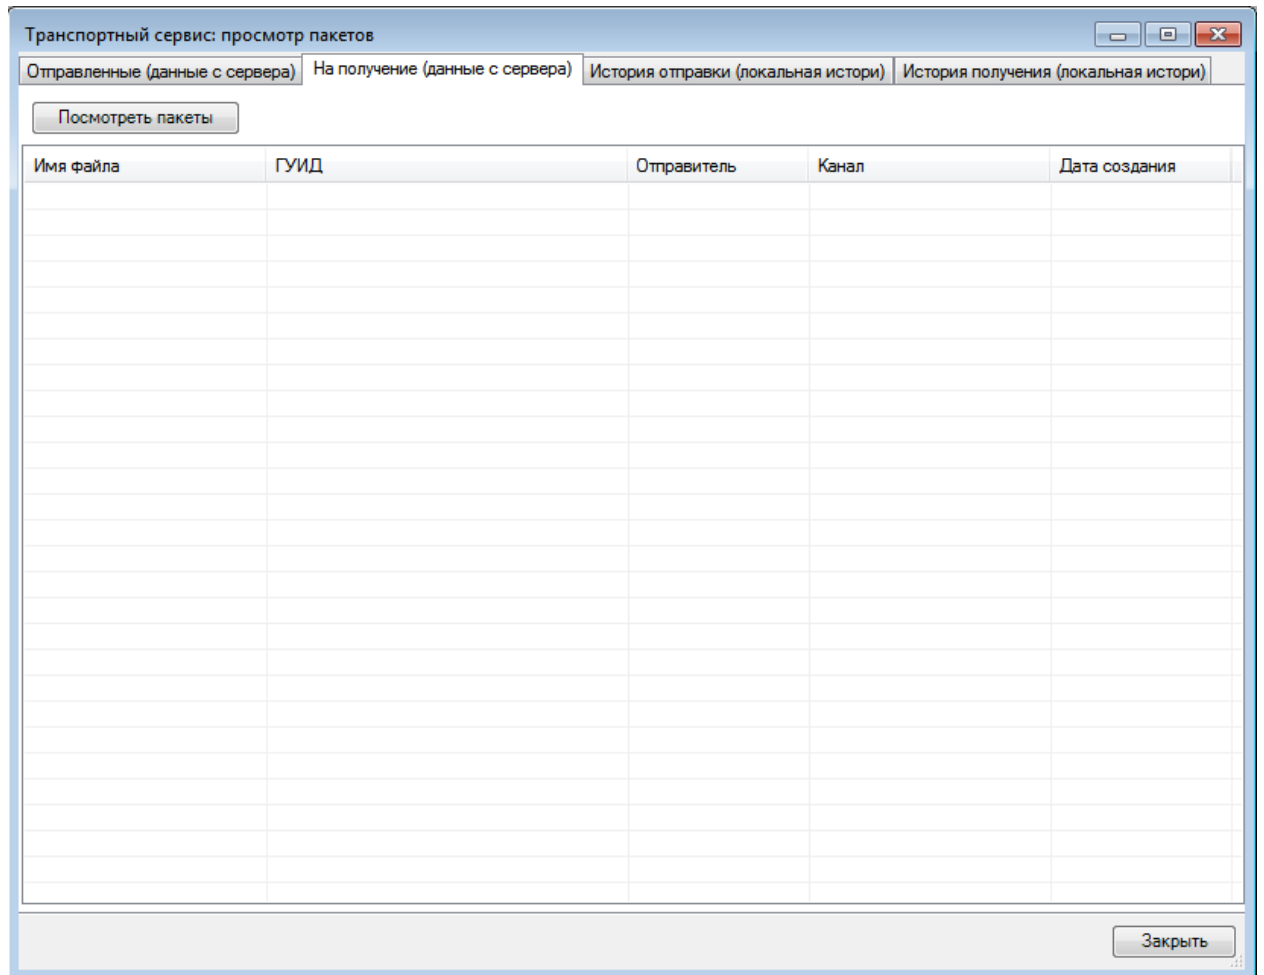 Транспортный сервис: просмотр пакетов
Отправленные (данные с сервера) На получение (данные с сервера) История отправки (локальная истори) История получения (локальная истори)
Посмотреть пакеты
Имя файла ГУИД Отправитель Канал Дата создания
Закрыть